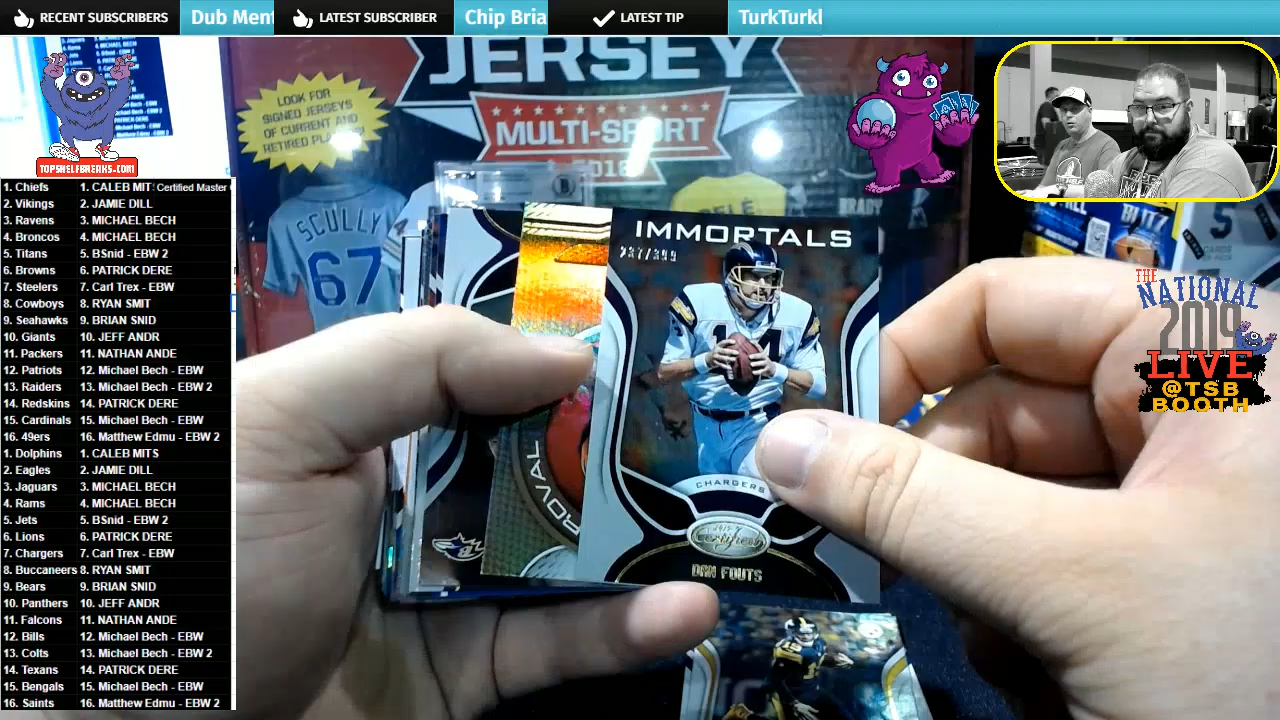 RECENT SUBSCRIBERS
Dub Ment
LATEST SUBSCRIBER
Chip Bria
LATEST TIP
TurkTurkl
JERSEY
MULTI-SPORT
LOOK FOR
SIGNED JERSEYS
OF CURRENT AND
RETIRED
SCULLY
67
BRADY
TOPSHELFBREAKS.COM
1. Chiefs 1. CALEB MIT Certified Master
2. Vikings 2. JAMIE DILL
3. Ravens 3. MICHAEL BECH
4. Broncos 4. MICHAEL BECH
5. Titans 5. BSnid - EBW 2
6. Browns 6. PATRICK DERE
7. Steelers 7. Carl Trex - EBW
8. Cowboys 8. RYAN SMIT
9. Seahawks 9. BRIAN SNID
10. Giants 10. JEFF ANDR
11. Packers 11. NATHAN ANDE
12. Patriots 12. Michael Bech - EBW
13. Raiders 13. Michael Bech - EBW 2
14. Redskins 14. PATRICK DERE
15. Cardinals 15. Michael Bech - EBW
16. 49ers 16. Matthew Edmu - EBW 2
1. Dolphins 1. CALEB MITS
2. Eagles 2. JAMIE DILL
3. Jaguars 3. MICHAEL BECH
4. Rams 4. MICHAEL BECH
5. Jets 5. BSnid - EBW 2
6. Lions 6. PATRICK DERE
7. Chargers 7. Carl Trex - EBW
8. Buccaneers 8. RYAN SMIT
9. Bears 9. BRIAN SNID
10. Panthers 10. JEFF ANDR
11. Falcons 11. NATHAN ANDE
12. Bills 12. Michael Bech - EBW
13. Colts 13. Michael Bech - EBW 2
14. Texans 14. PATRICK DERE
15. Bengals 15. Michael Bech - EBW
16. Saints 16. Matthew Edmu - EBW 2
IMMORTALS
237/399
14
CHARGERS
2019
Certified
DAN FOUTS
ROYAL
THE
NATIONAL
2019
LIVE
@TSB
BOOTH
BLITZ
5
CARDS